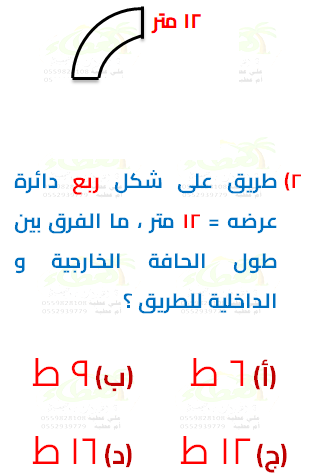 ١٢ متر
٢) طريق على شكل ربع دائرة
عرضه = ١٢ متر ، ما الفرق بين
طول الحافة الخارجية و
الداخلية للطريق ؟
(أ) ٦ ط (ب) ٩ ط
(ج) ١٢ ط (د) ١٦ ط